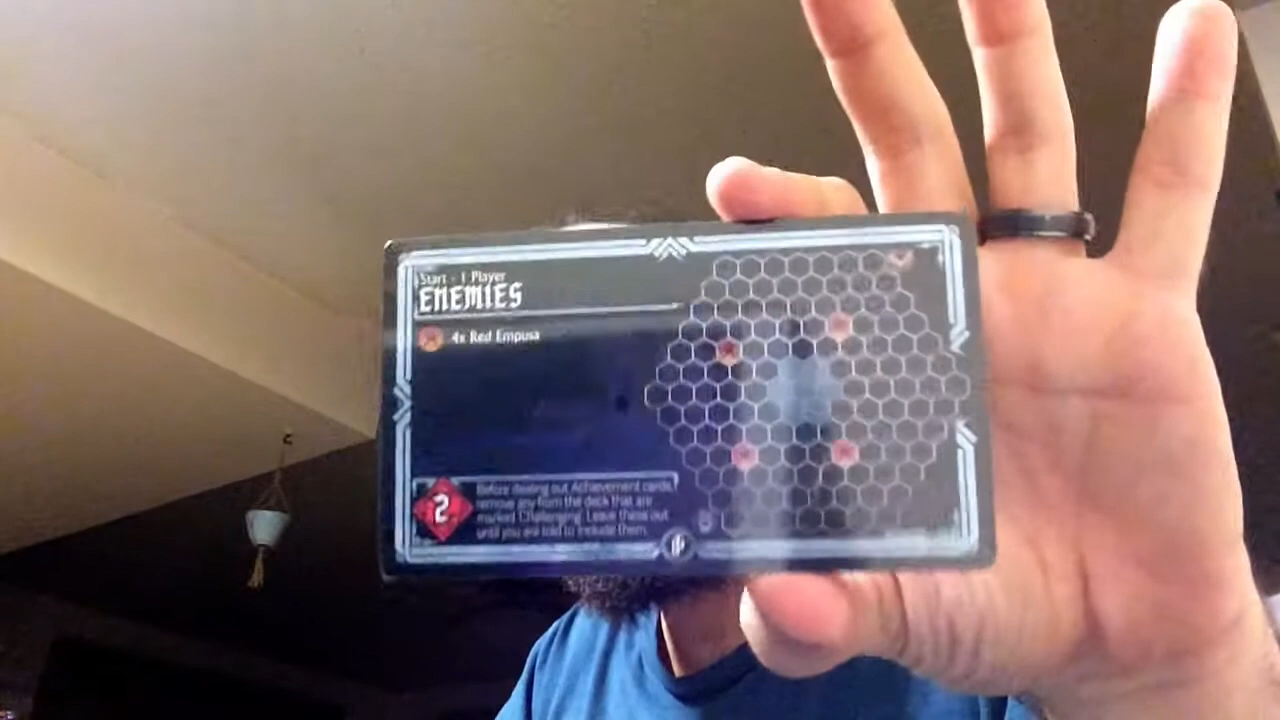 Start - 1 Player
ENEMIES
4x Red Empusa
2
Before dealing out Achievement cards,
remove any from the deck that are
marked 'Challenging'. Leave these out
until you are told to include them.
1P